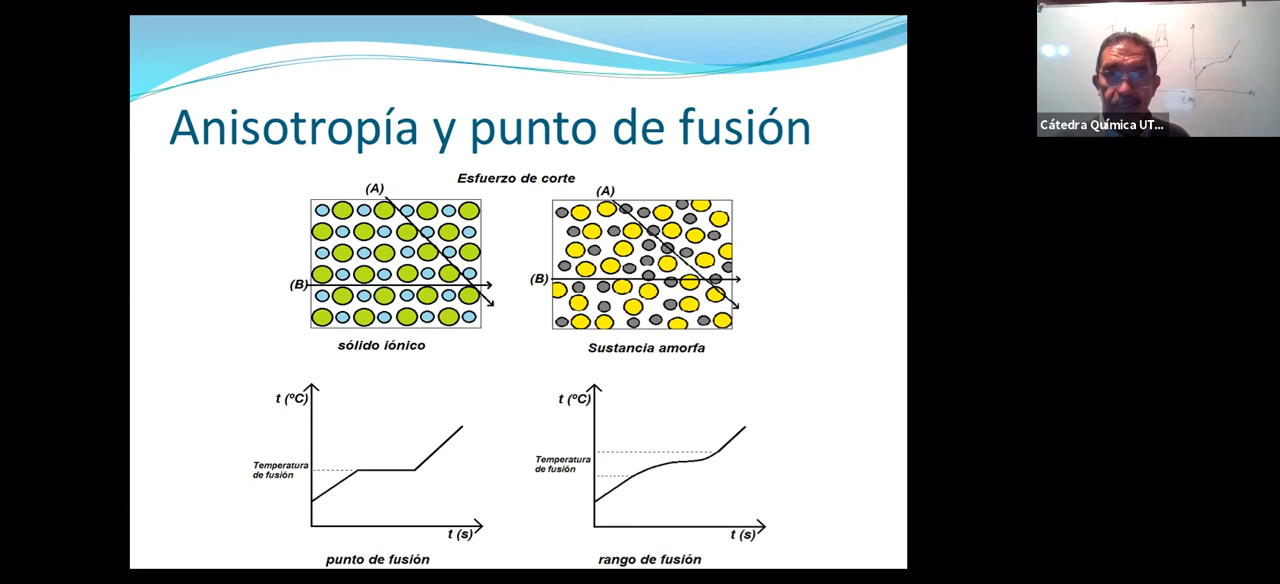 Anisotropía y punto de fusión
Esfuerzo de corte
(A)
(A)
(B)
(B)
sólido iónico
Sustancia amorfa
t (ºC)
t (ºC)
Temperatura
de fusión
Temperatura
de fusión
t (s)
t (s)
punto de fusión
rango de fusión
Cátedra Química UT...